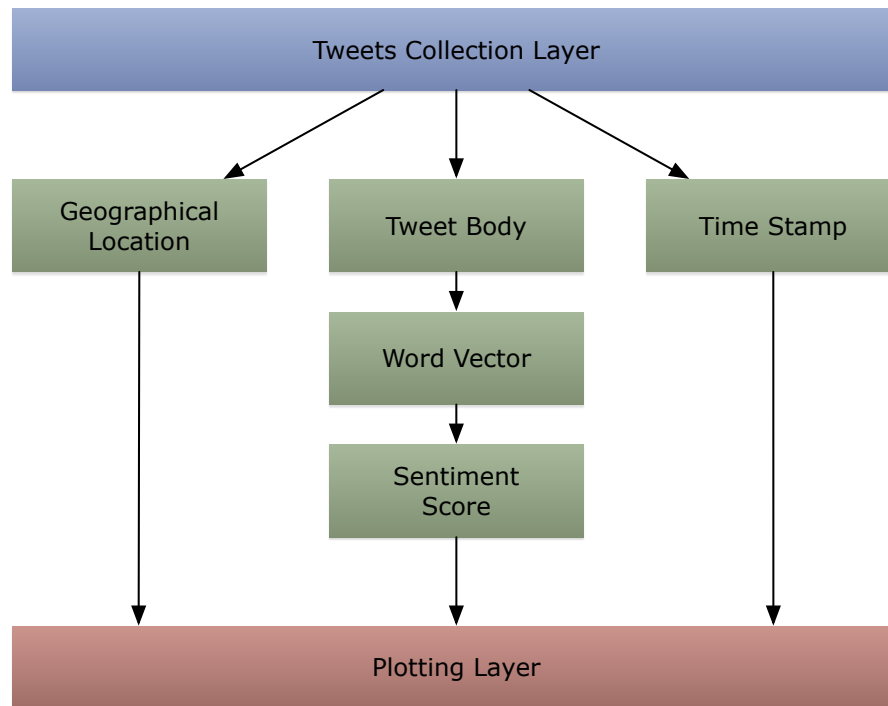 Tweets Collection Layer
Geographical
Location
Tweet Body
Time Stamp
Word Vector
Sentiment
Score
Plotting Layer